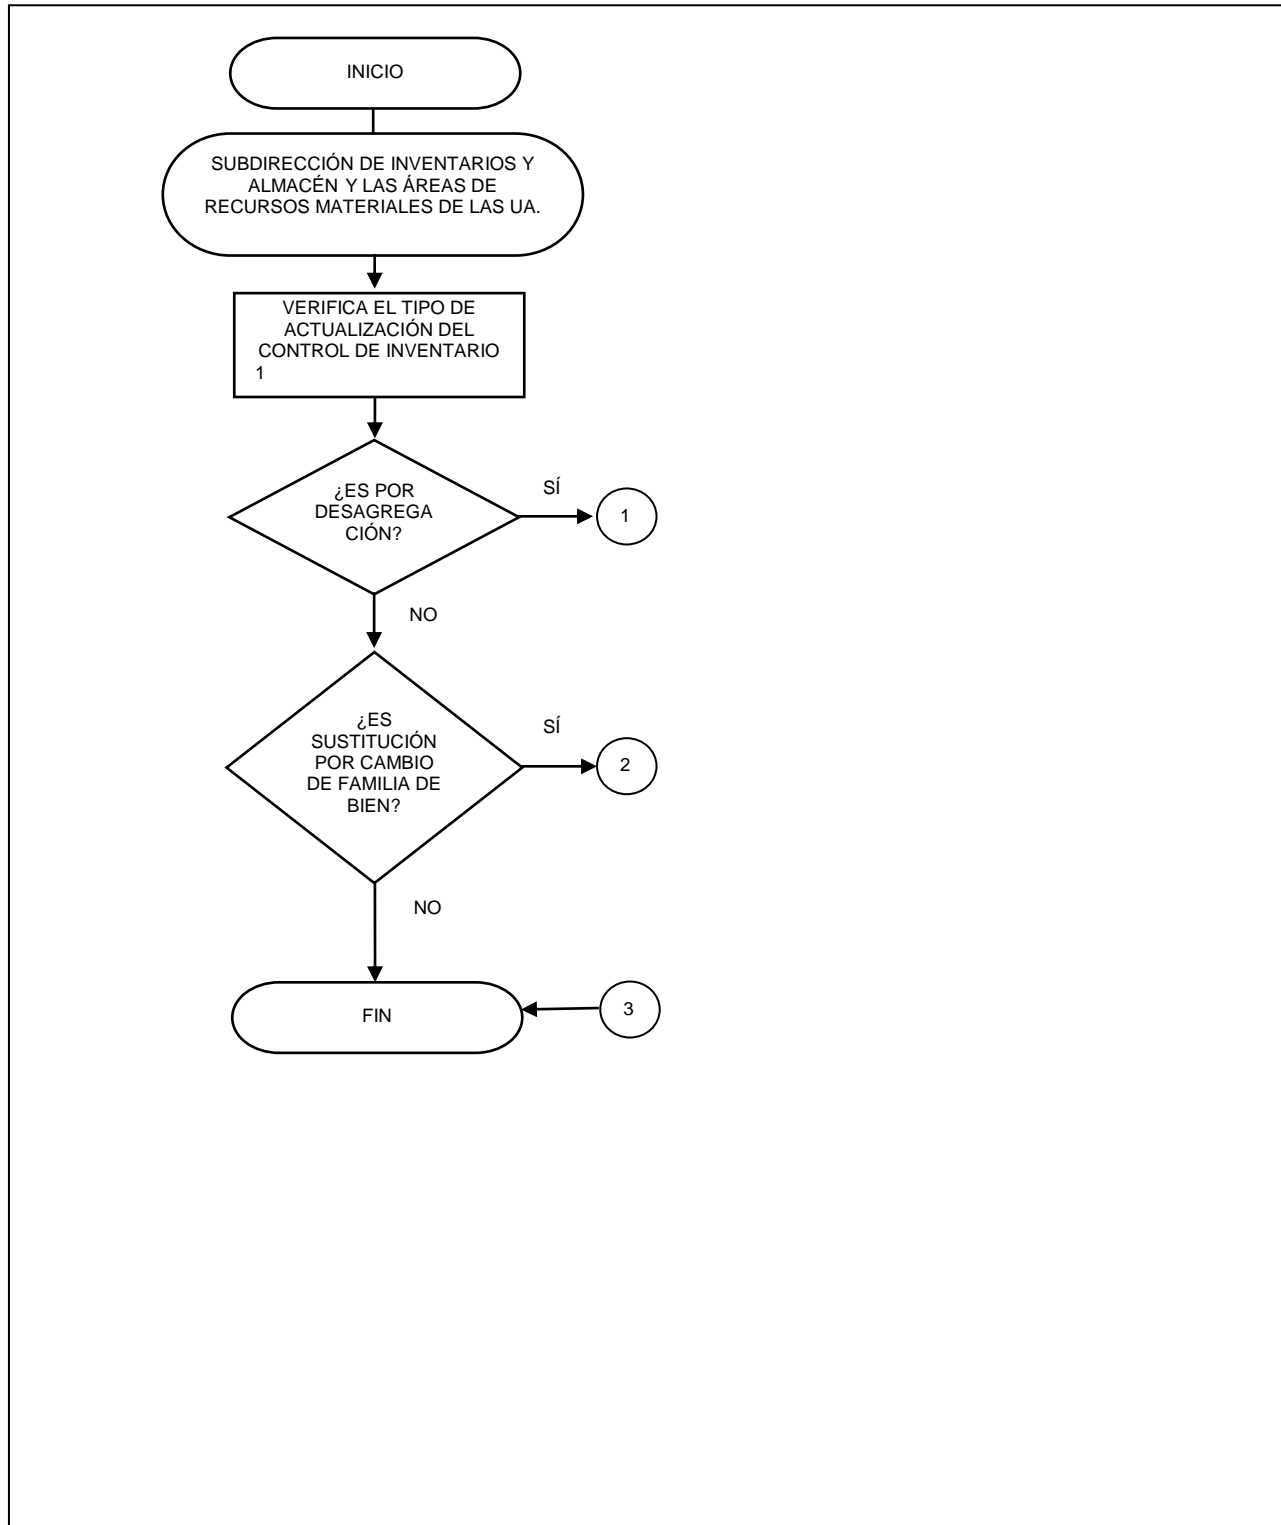 INICIO
SUBDIRECCIÓN DE INVENTARIOS Y
ALMACÉN Y LAS ÁREAS DE
RECURSOS MATERIALES DE LAS UA.
VERIFICA EL TIPO DE
ACTUALIZACIÓN DEL
CONTROL DE INVENTARIO
1
¿ES POR
DESAGREGA
CIÓN?
SÍ
1
NO
¿ES
SUSTITUCIÓN
POR CAMBIO
DE FAMILIA DE
BIEN?
SÍ
2
NO
FIN
3